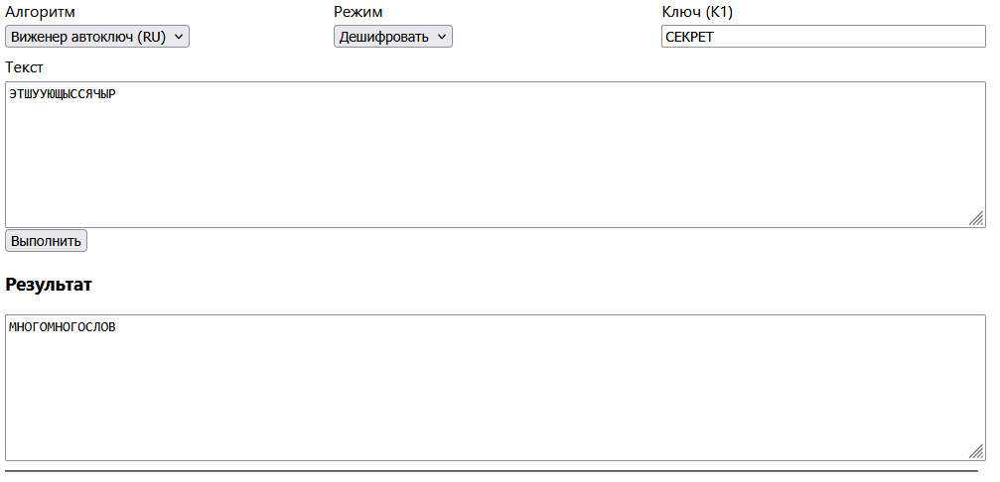 Алгоритм Режим Ключ (K1)
Виженер автоключ (RU) Дешифровать СЕКРЕТ
Текст
ЭТШУУЮЩЫССЯЧЫР
Выполнить
Результат
МНОГОМНОГОСЛОВ